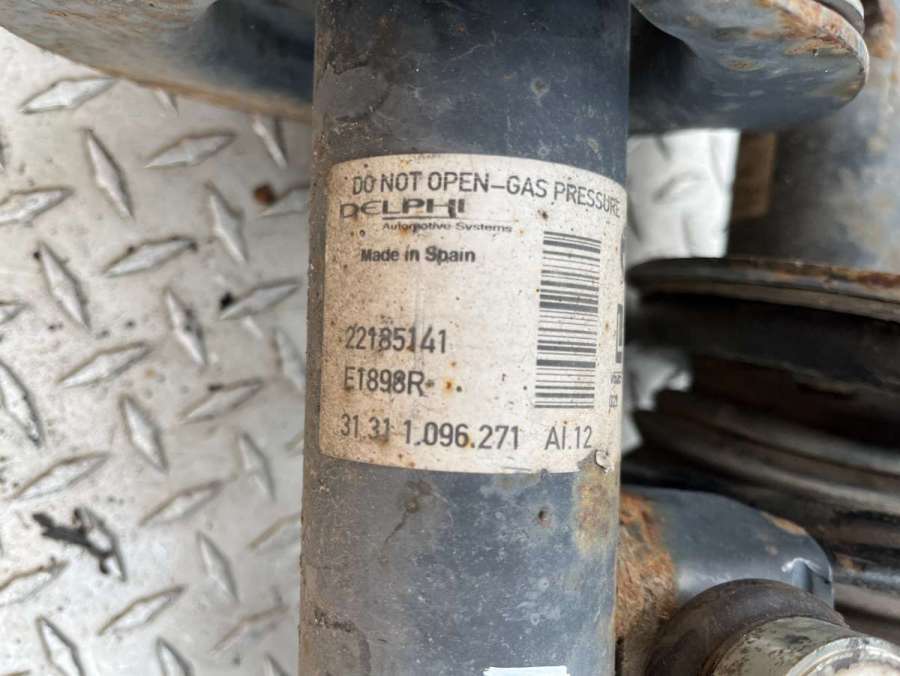 DO NOT OPEN-GAS PRESSURE
DELPHI
Automotive Systems
Made in Spain
22185141
E1898R
31.31 1.096.271 AI.12